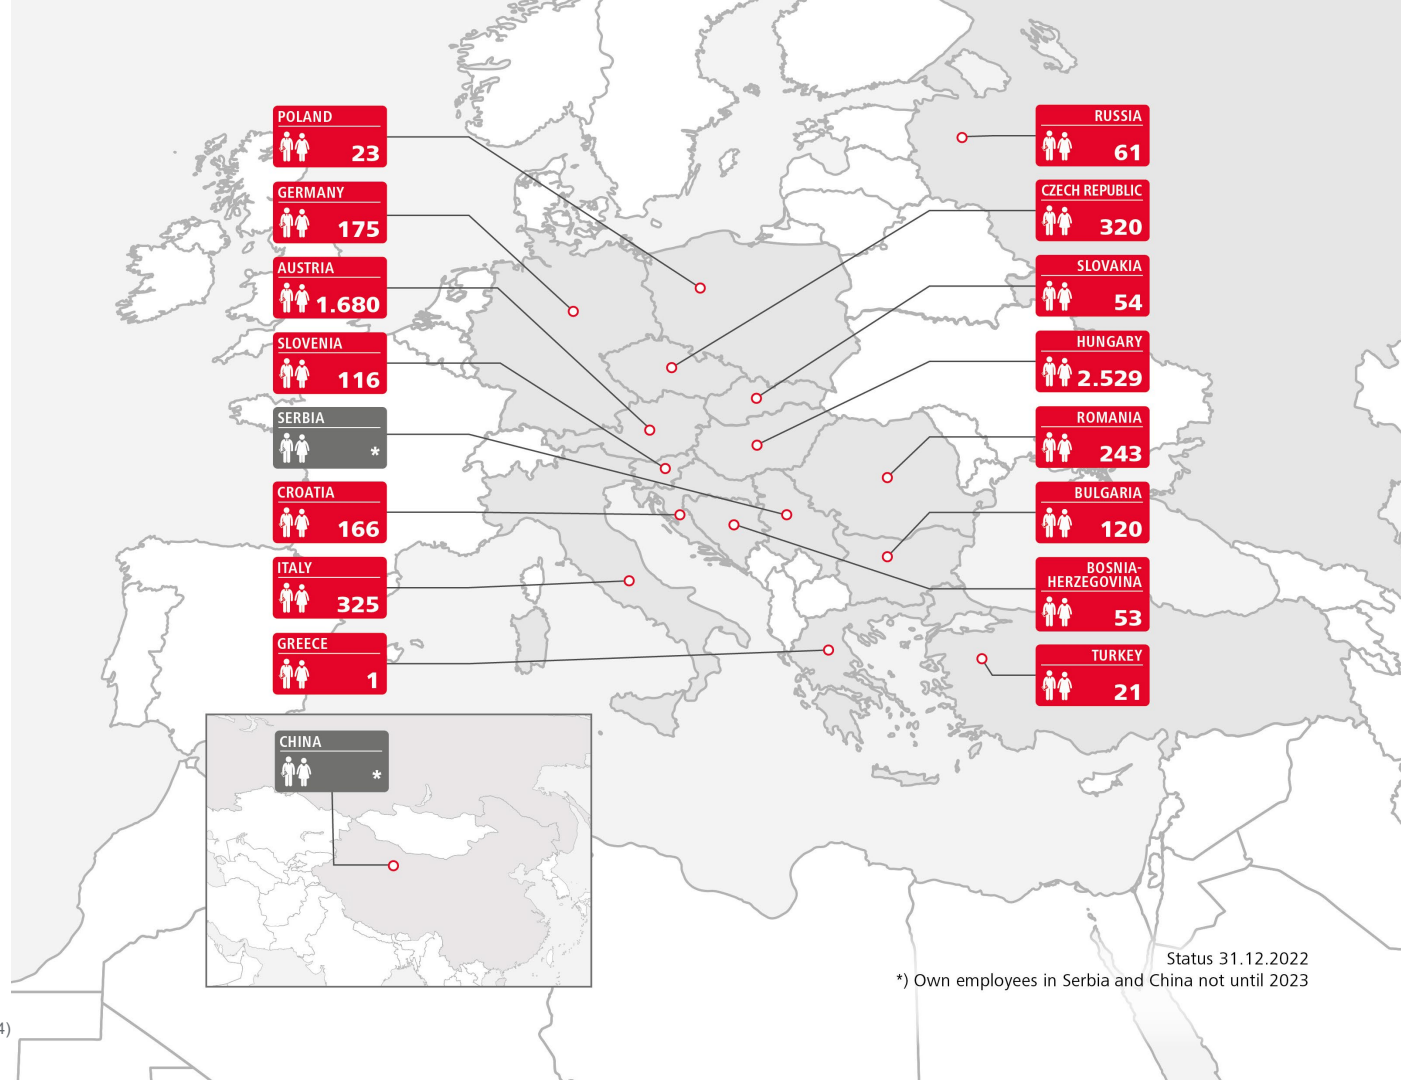 POLAND
23
GERMANY
175
AUSTRIA
1.680
SLOVENIA
116
SERBIA
*
CROATIA
166
ITALY
325
GREECE
1
CHINA
*
RUSSIA
61
CZECH REPUBLIC
320
SLOVAKIA
54
HUNGARY
2.529
ROMANIA
243
BULGARIA
120
BOSNIA-
HERZEGOVINA
53
TURKEY
21
Status 31.12.2022
*) Own employees in Serbia and China not until 2023
4)